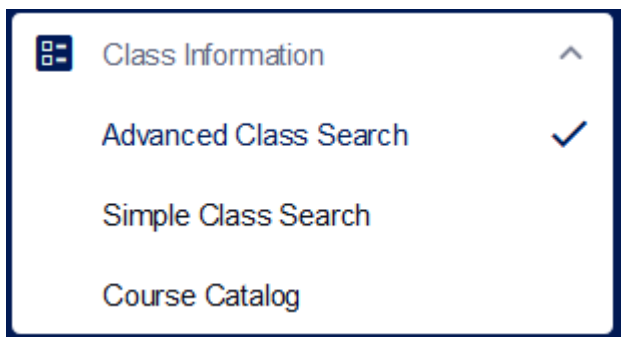 Class Information
Advanced Class Search
Simple Class Search
Course Catalog